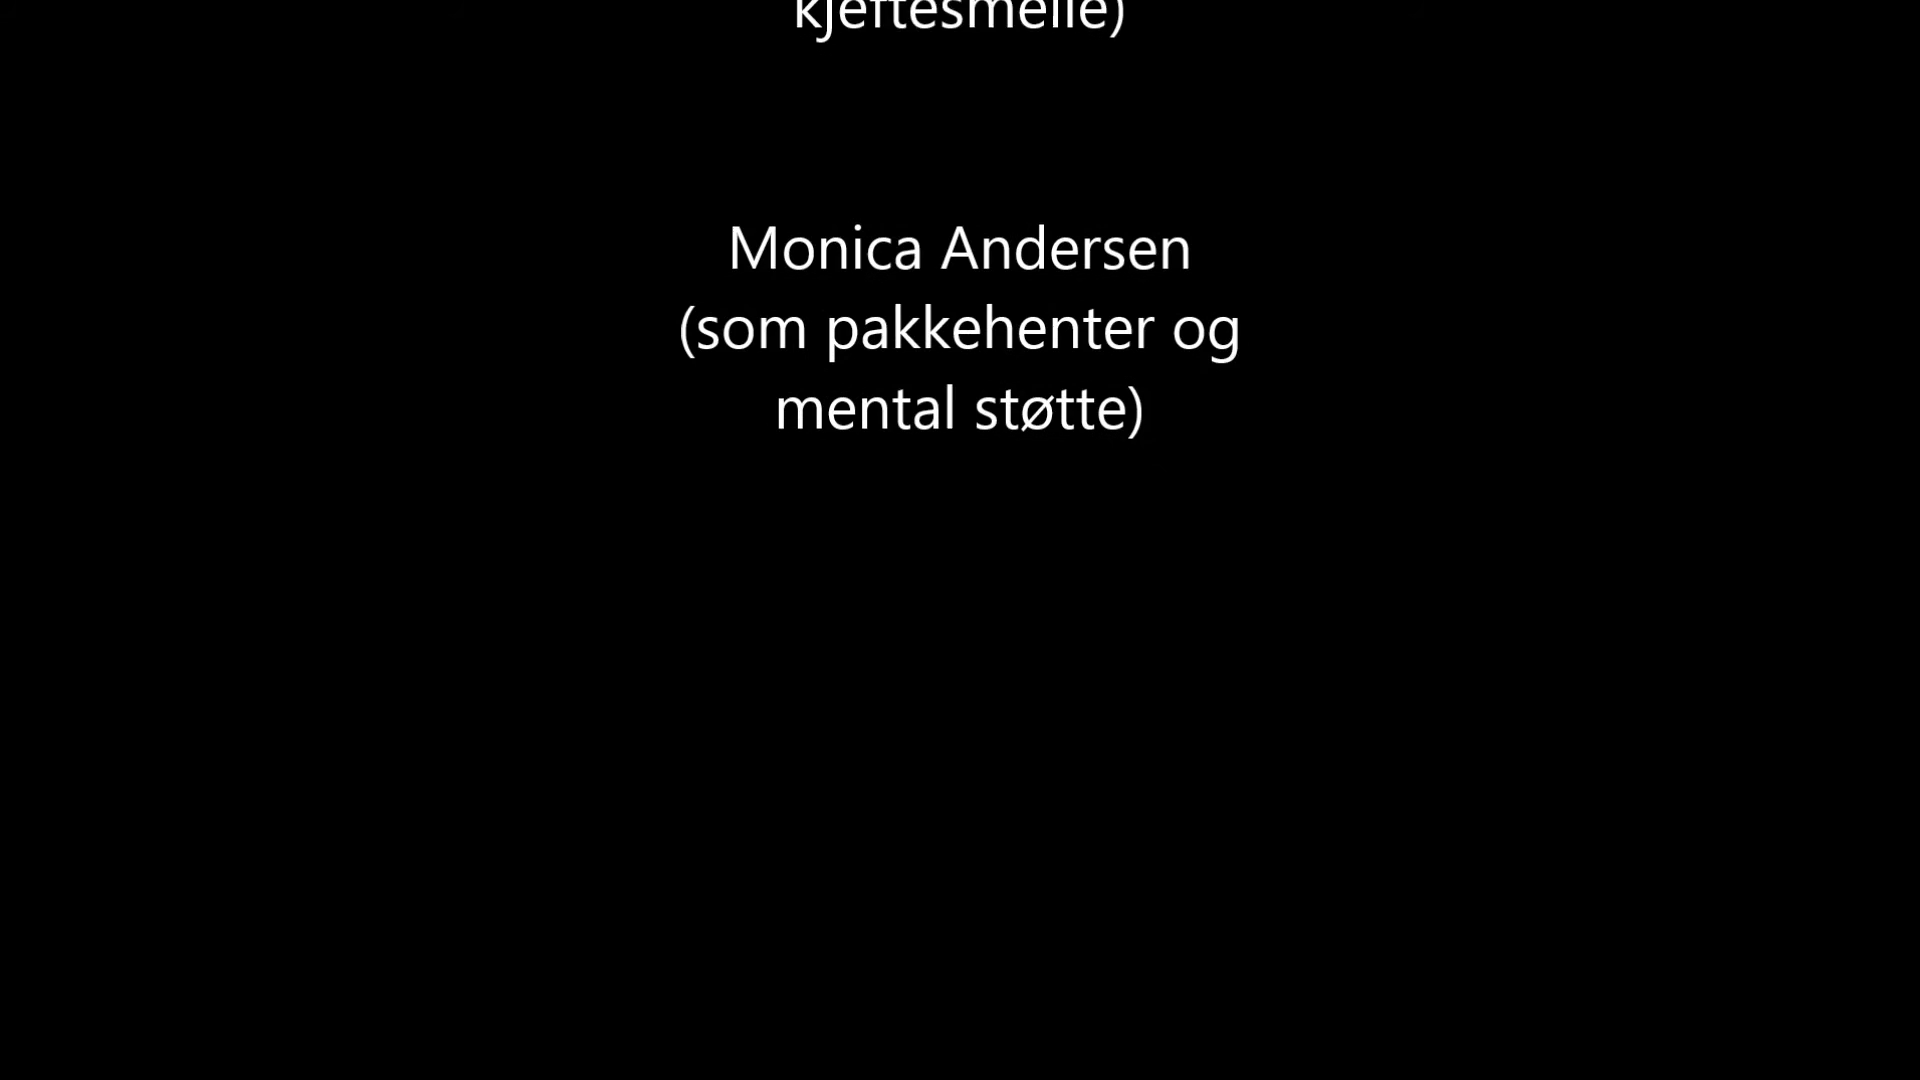 kjeftesmelle)
Monica Andersen
(som pakkehenter og
mental støtte)